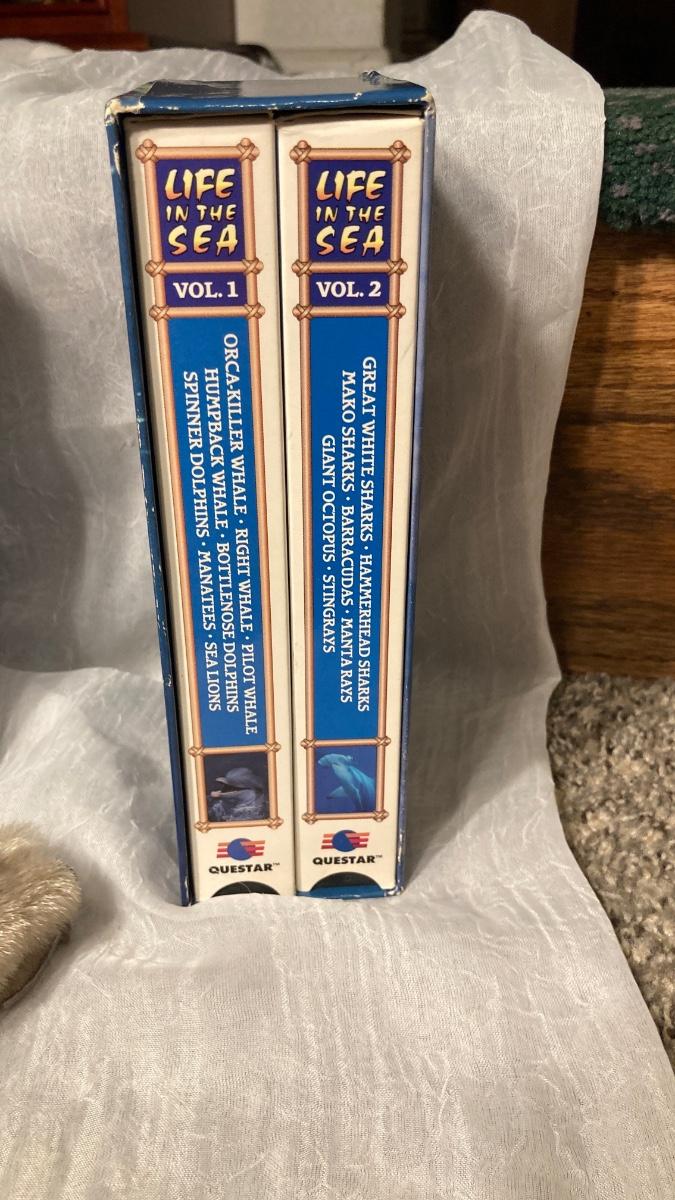 LIFE
IN THE
SEA
VOL. 1
ORCA-KILLER WHALE • RIGHT WHALE • PILOT WHALE
HUMPBACK WHALE • BOTTLENOSE DOLPHINS
SPINNER DOLPHINS • MANATEES • SEA LIONS
QUESTAR™
LIFE
IN THE
SEA
VOL. 2
GREAT WHITE SHARKS • HAMMERHEAD SHARKS
MAKO SHARKS • BARRACUDAS • MANTA RAYS
GIANT OCTOPUS • STINGRAYS
QUESTAR™